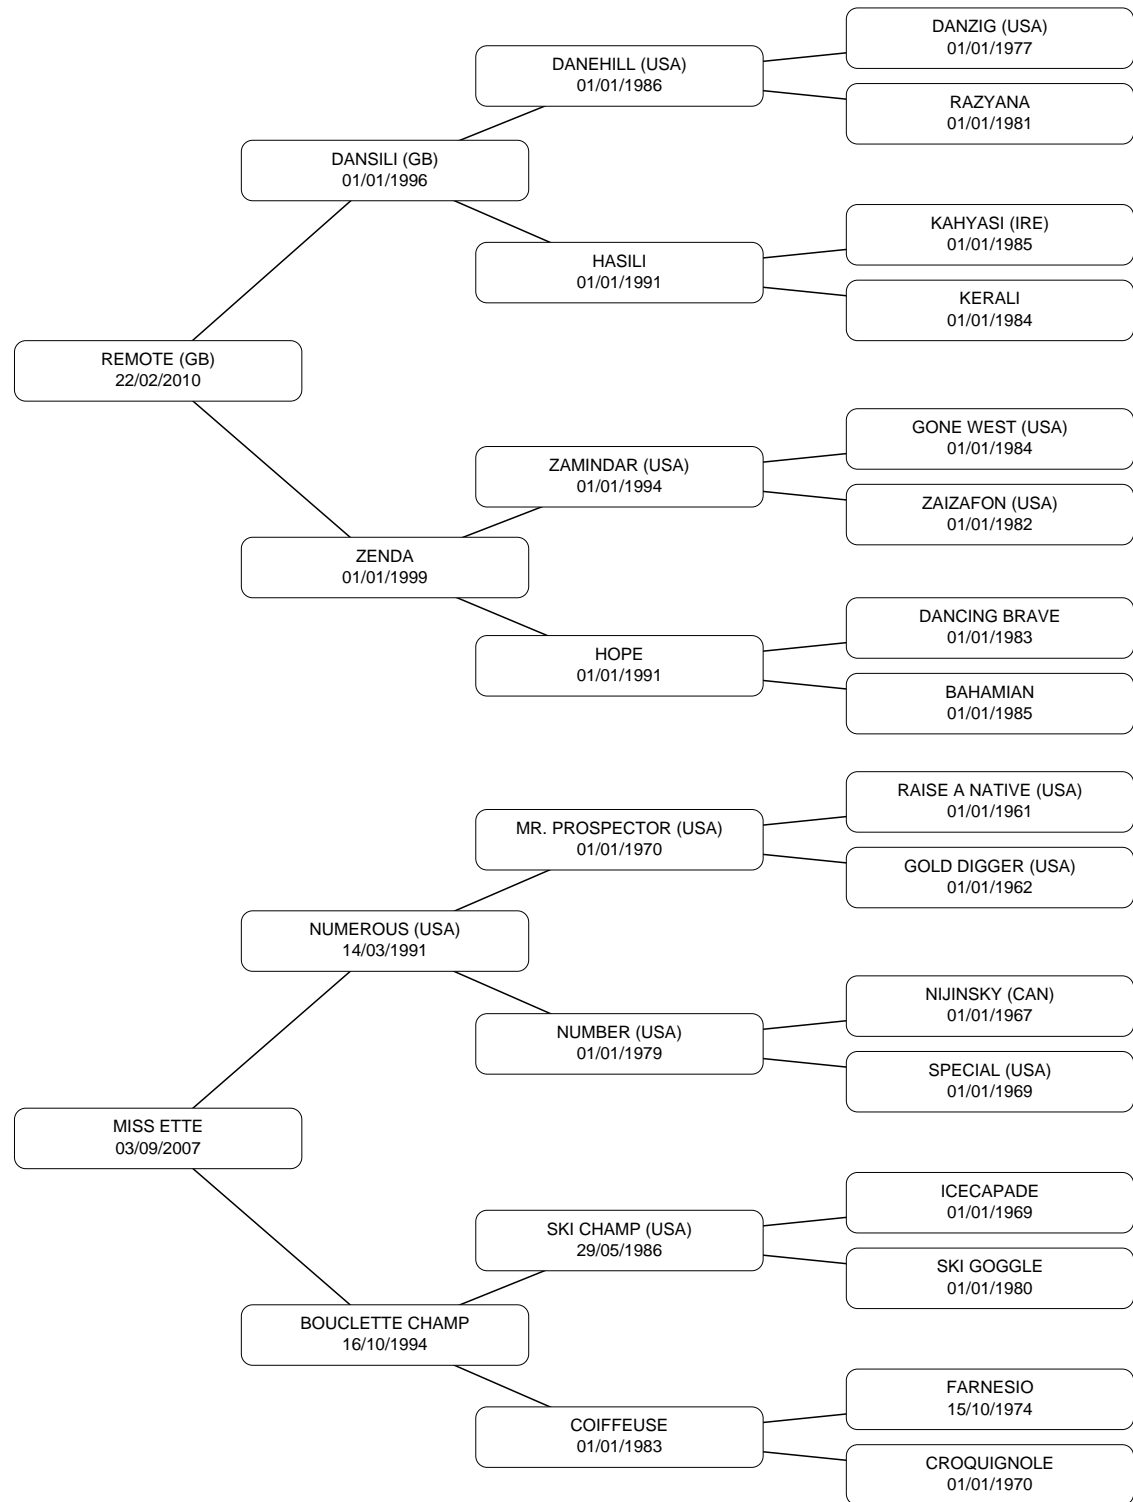 DANZIG (USA)
01/01/1977
DANEHILL (USA)
01/01/1986
RAZYANA
01/01/1981
DANSILI (GB)
01/01/1996
KAHYASI (IRE)
01/01/1985
HASILI
01/01/1991
KERALI
01/01/1984
REMOTE (GB)
22/02/2010
GONE WEST (USA)
01/01/1984
ZAMINDAR (USA)
01/01/1994
ZAIZAFON (USA)
01/01/1982
ZENDA
01/01/1999
DANCING BRAVE
01/01/1983
HOPE
01/01/1991
BAHAMIAN
01/01/1985
RAISE A NATIVE (USA)
01/01/1961
MR. PROSPECTOR (USA)
01/01/1970
GOLD DIGGER (USA)
01/01/1962
NUMEROUS (USA)
14/03/1991
NIJINSKY (CAN)
01/01/1967
NUMBER (USA)
01/01/1979
SPECIAL (USA)
01/01/1969
MISS ETTE
03/09/2007
ICECAPADE
01/01/1969
SKI CHAMP (USA)
29/05/1986
SKI GOGGLE
01/01/1980
BOUCLETTE CHAMP
16/10/1994
FARNESIO
15/10/1974
COIFFEUSE
01/01/1983
CROQUIGNOLE
01/01/1970